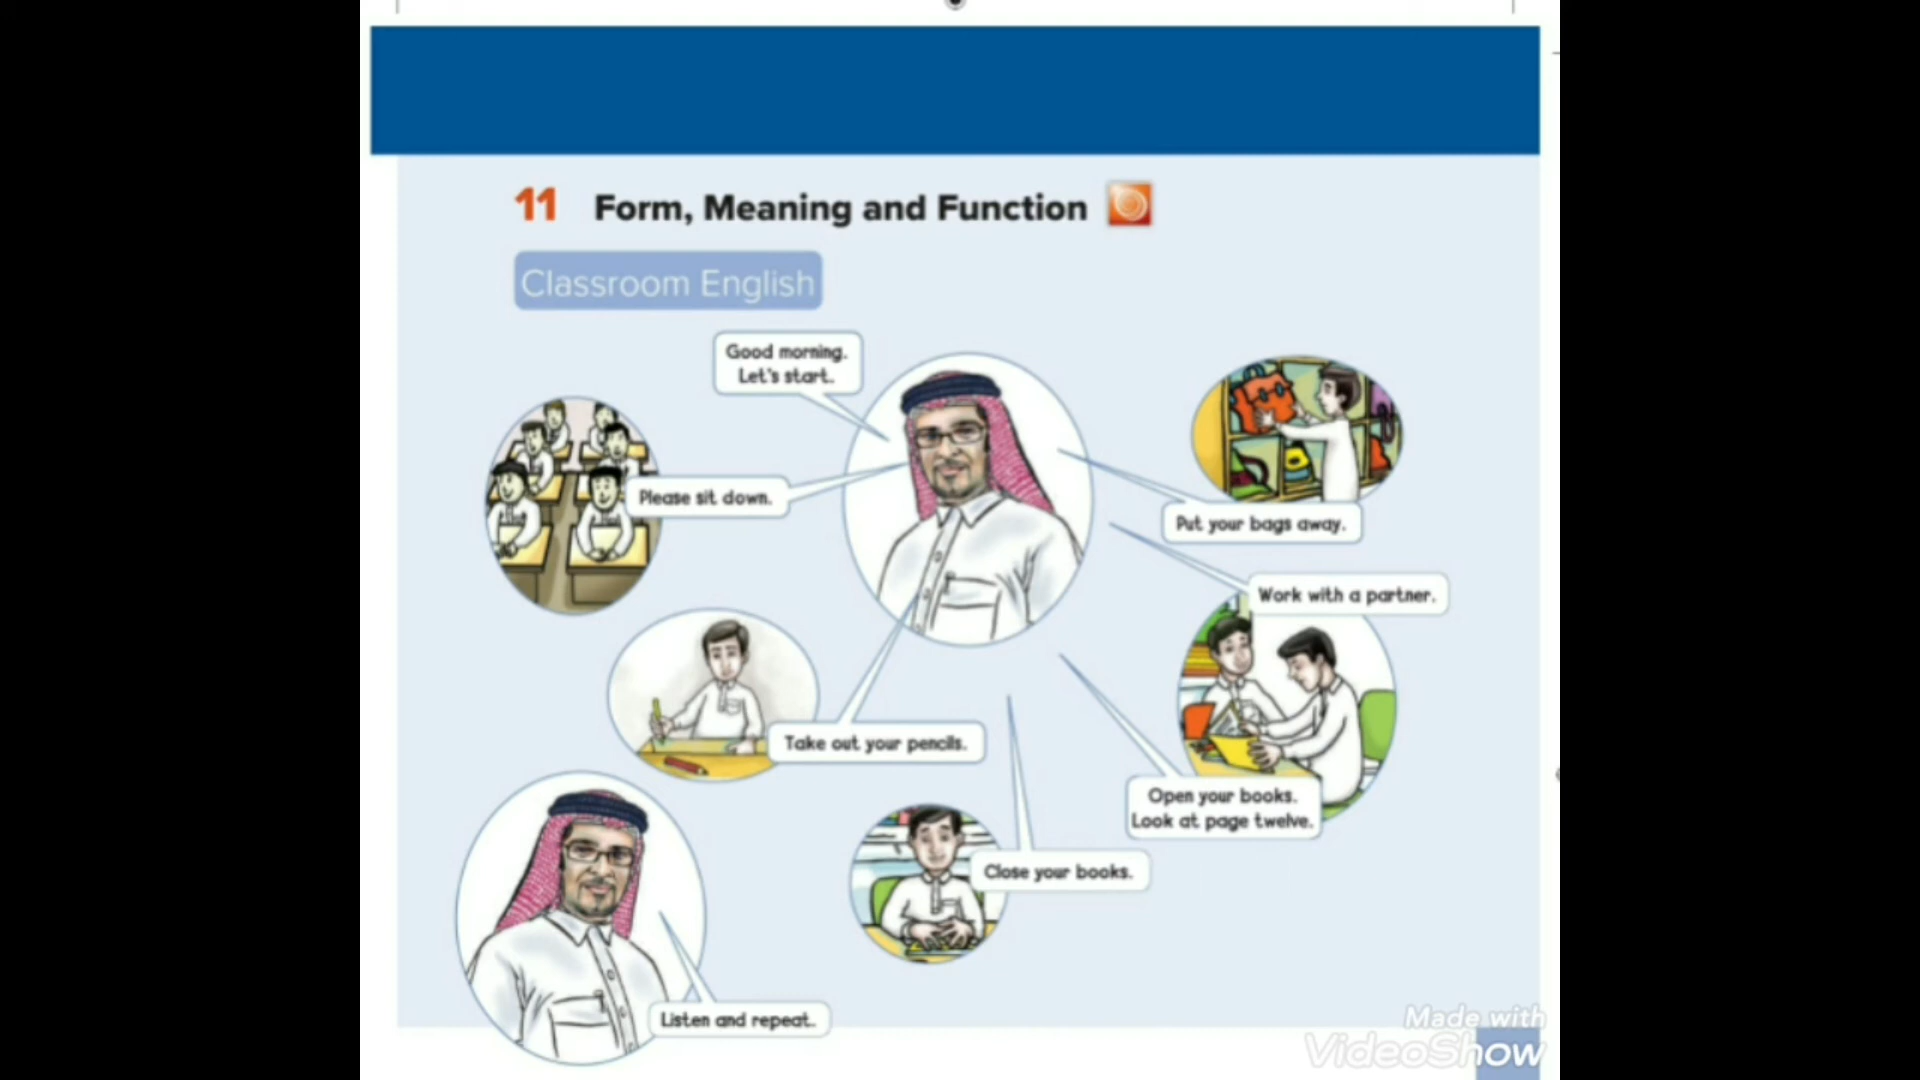 11 Form, Meaning and Function
Classroom English
Good morning.
Let's start.
Please sit down.
Put your bags away.
Work with a partner.
Take out your pencils.
Open your books.
Look at page twelve.
Close your books.
Listen and repeat.
Made with
VideoShow